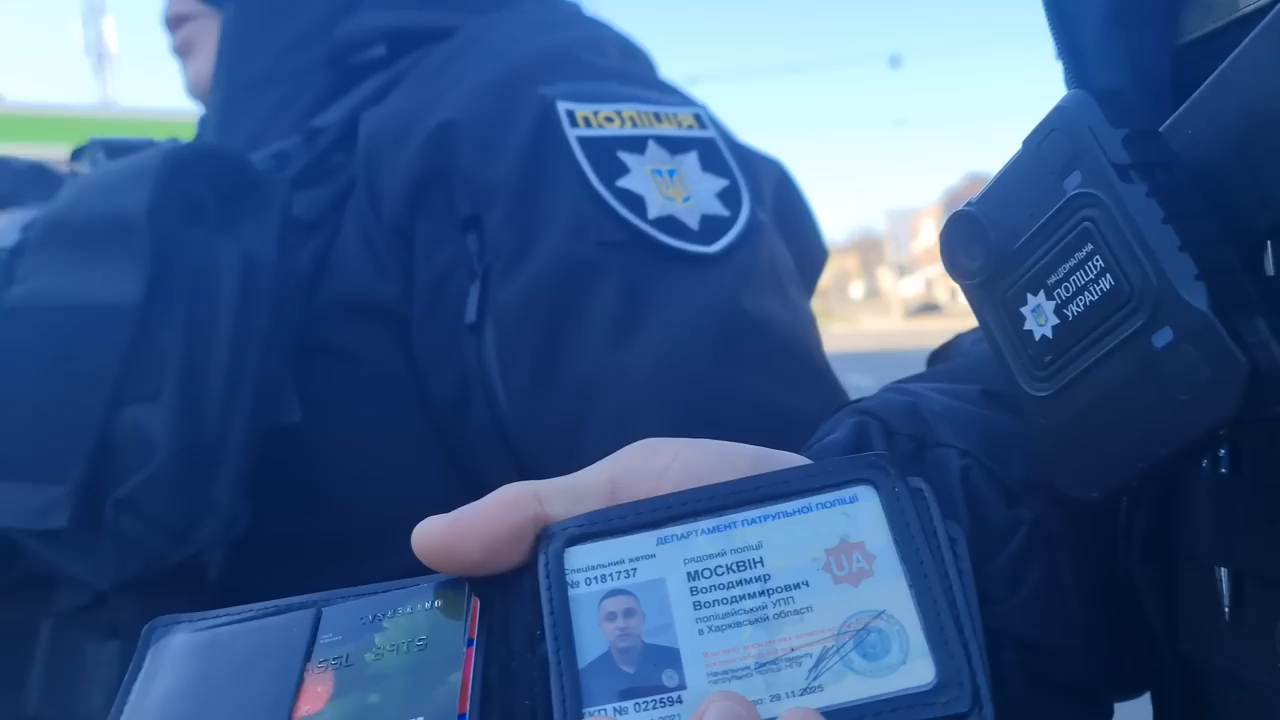 ПОЛІЦІЯ
НАЦІОНАЛЬНА
ПОЛІЦІЯ
УКРАЇНИ
ДЕПАРТАМЕНТ ПАТРУЛЬНОЇ ПОЛІЦІЇ
Спеціальний жетон
№ 0181737
рядовий поліції
МОСКВІН
Володимир
Володимирович
поліцейський УПП
в Харківській області
UA
Начальник Департаменту
патрульної поліції НПУ
№ 022594
29.11.2025